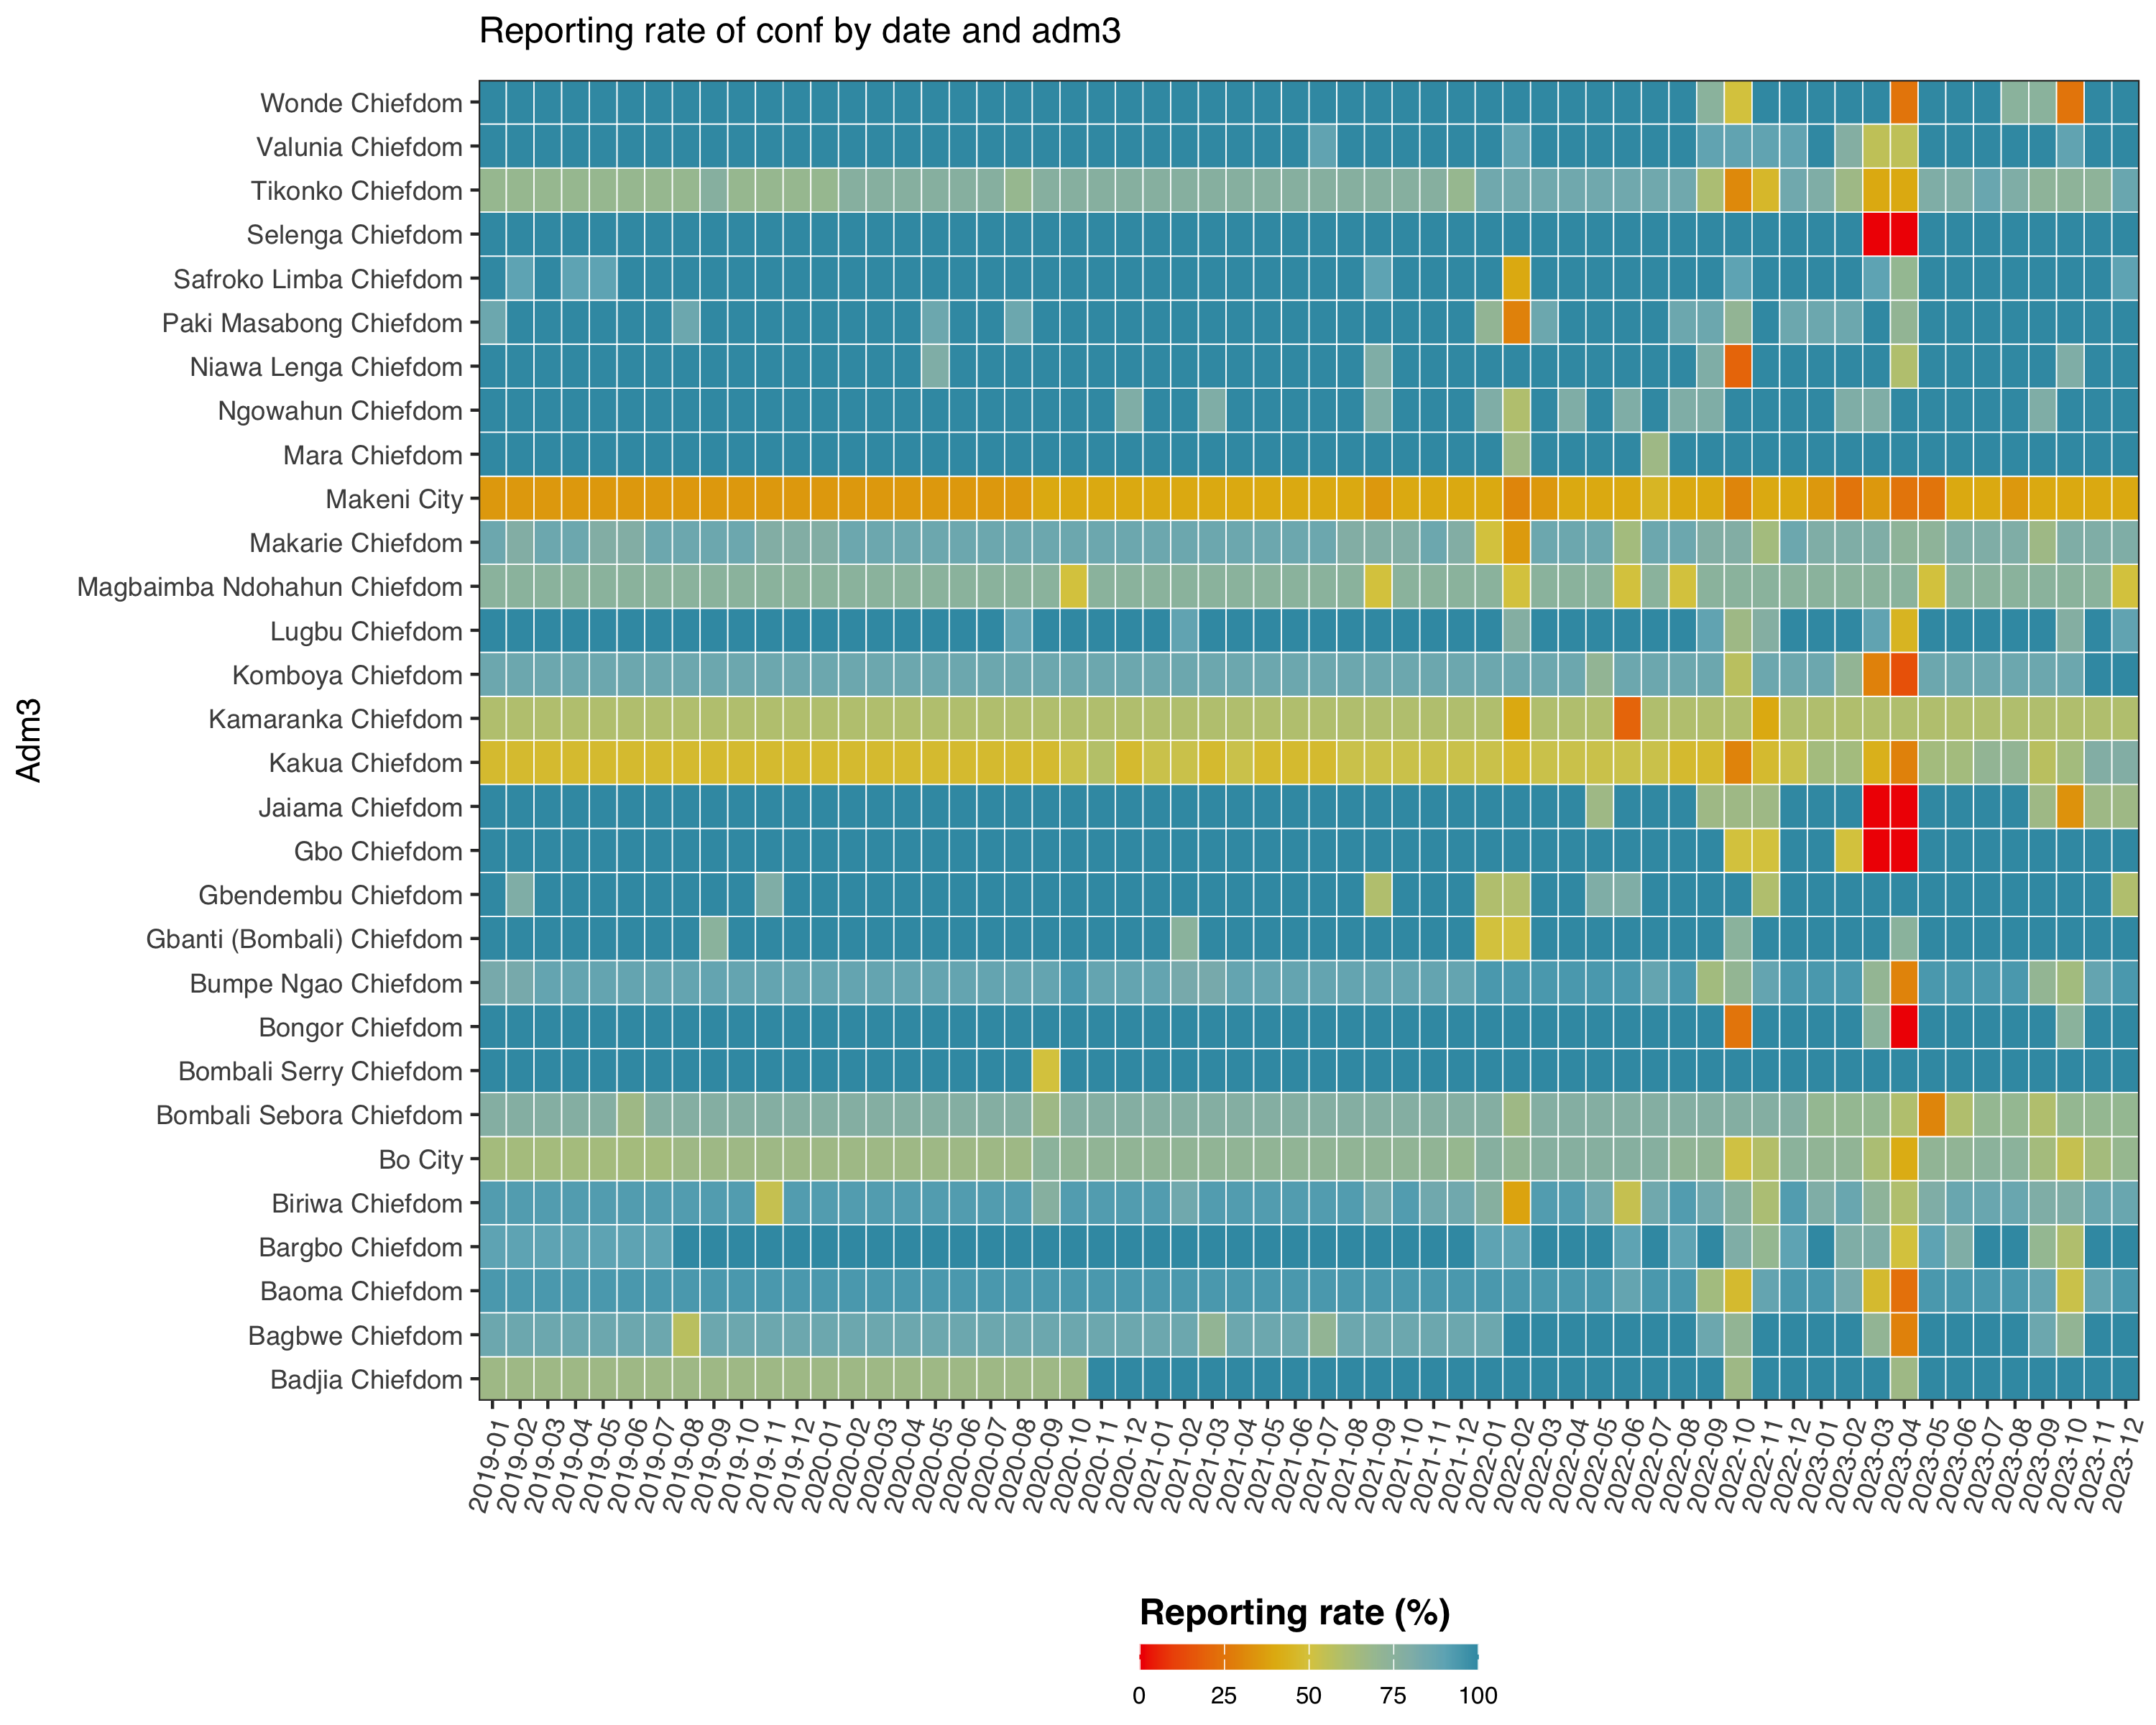 Reporting rate of conf by date and adm3
Adm3
Wonde Chiefdom
Valunia Chiefdom
Tikonko Chiefdom
Selenga Chiefdom
Safroko Limba Chiefdom
Paki Masabong Chiefdom
Niawa Lenga Chiefdom
Ngowahun Chiefdom
Mara Chiefdom
Makeni City
Makarie Chiefdom
Magbaimba Ndohahun Chiefdom
Lugbu Chiefdom
Komboya Chiefdom
Kamaranka Chiefdom
Kakua Chiefdom
Jaiama Chiefdom
Gbo Chiefdom
Gbendembu Chiefdom
Gbanti (Bombali) Chiefdom
Bumpe Ngao Chiefdom
Bongor Chiefdom
Bombali Serry Chiefdom
Bombali Sebora Chiefdom
Bo City
Biriwa Chiefdom
Bargbo Chiefdom
Baoma Chiefdom
Bagbwe Chiefdom
Badjia Chiefdom
2019-01
2019-02
2019-03
2019-04
2019-05
2019-06
2019-07
2019-08
2019-09
2019-10
2019-11
2019-12
2020-01
2020-02
2020-03
2020-04
2020-05
2020-06
2020-07
2020-08
2020-09
2020-10
2020-11
2020-12
2021-01
2021-02
2021-03
2021-04
2021-05
2021-06
2021-07
2021-08
2021-09
2021-10
2021-11
2021-12
2022-01
2022-02
2022-03
2022-04
2022-05
2022-06
2022-07
2022-08
2022-09
2022-10
2022-11
2022-12
2023-01
2023-02
2023-03
2023-04
2023-05
2023-06
2023-07
2023-08
2023-09
2023-10
2023-11
2023-12
Reporting rate (%)
0 25 50 75 100